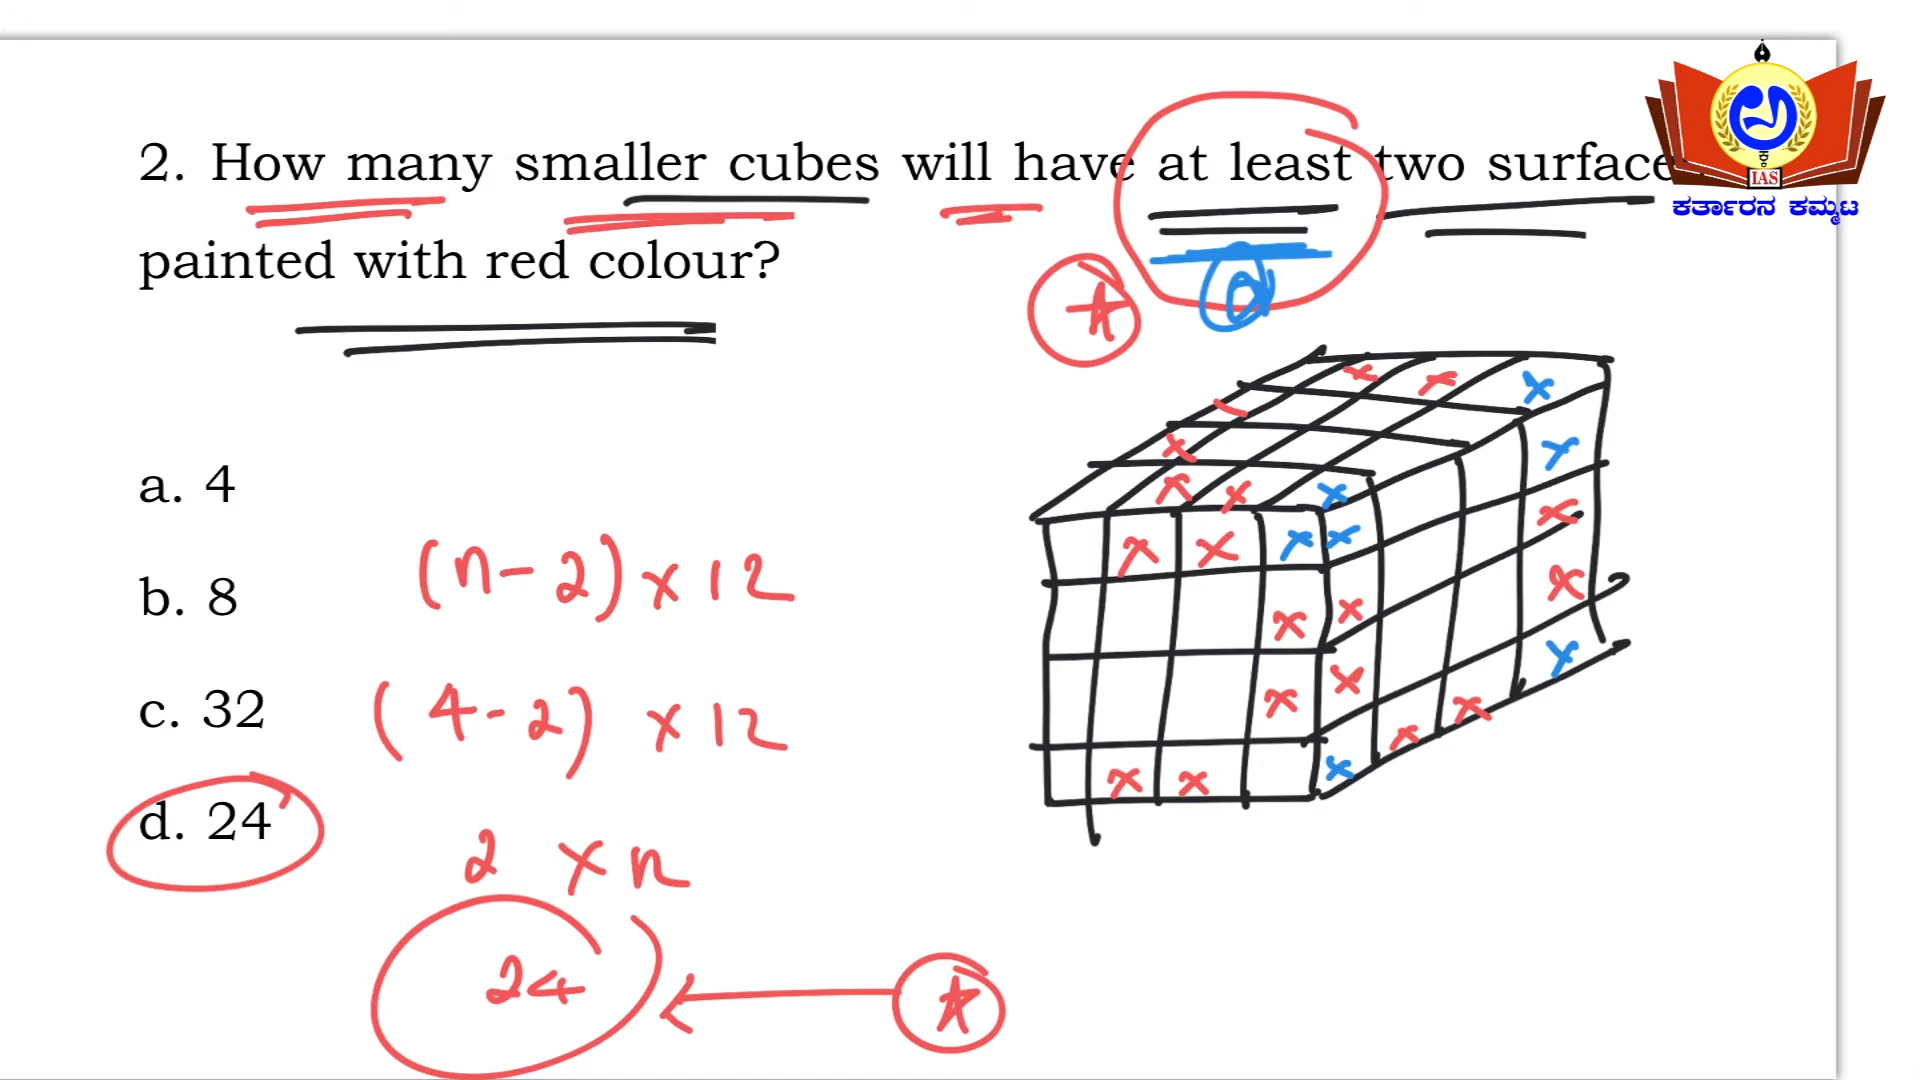 2. How many smaller cubes will have at least two surface
painted with red colour?
a. 4
b. 8
c. 32
d. 24
(n-2) x 12
(4-2) x 12
2 x n
24
IAS
ಕರ್ತಾರನ ಕಮ್ಮಟ